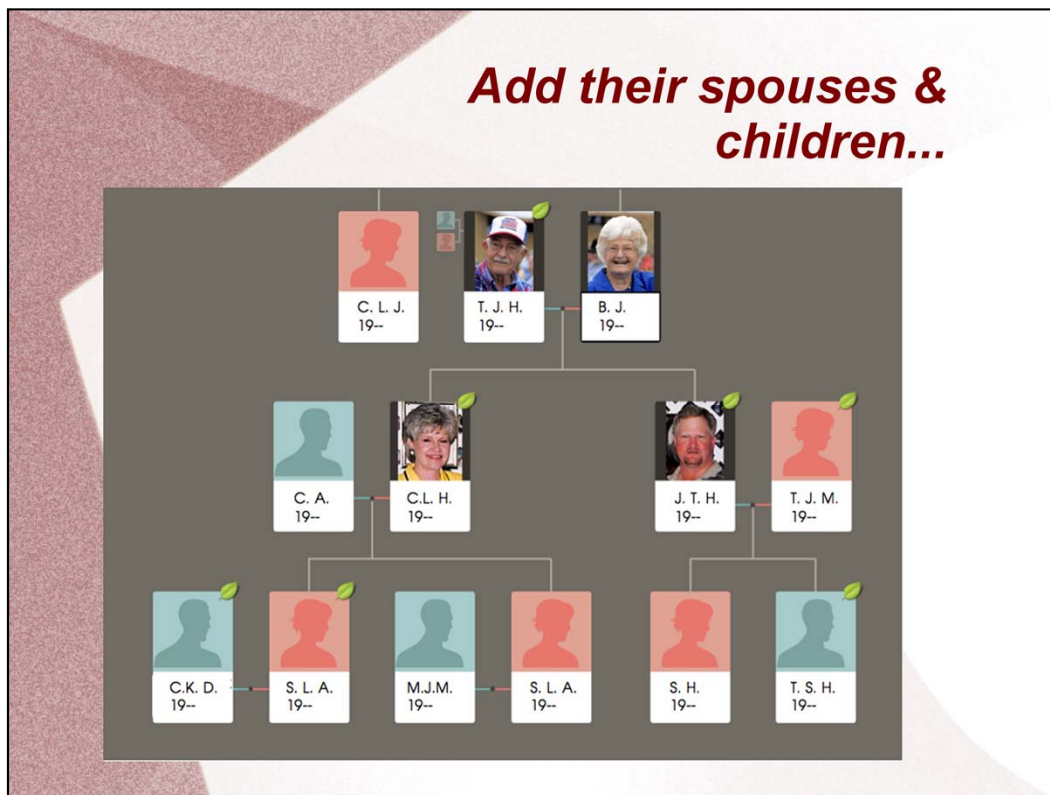 Add their spouses &
children...
C. L. J.
19--
T. J. H.
19--
B. J.
19--
C. A.
19--
C.L. H.
19--
J. T. H.
19--
T. J. M.
19--
C.K. D.
19--
S. L. A.
19--
M.J.M.
19--
S. L. A.
19--
S. H.
19--
T. S. H.
19--